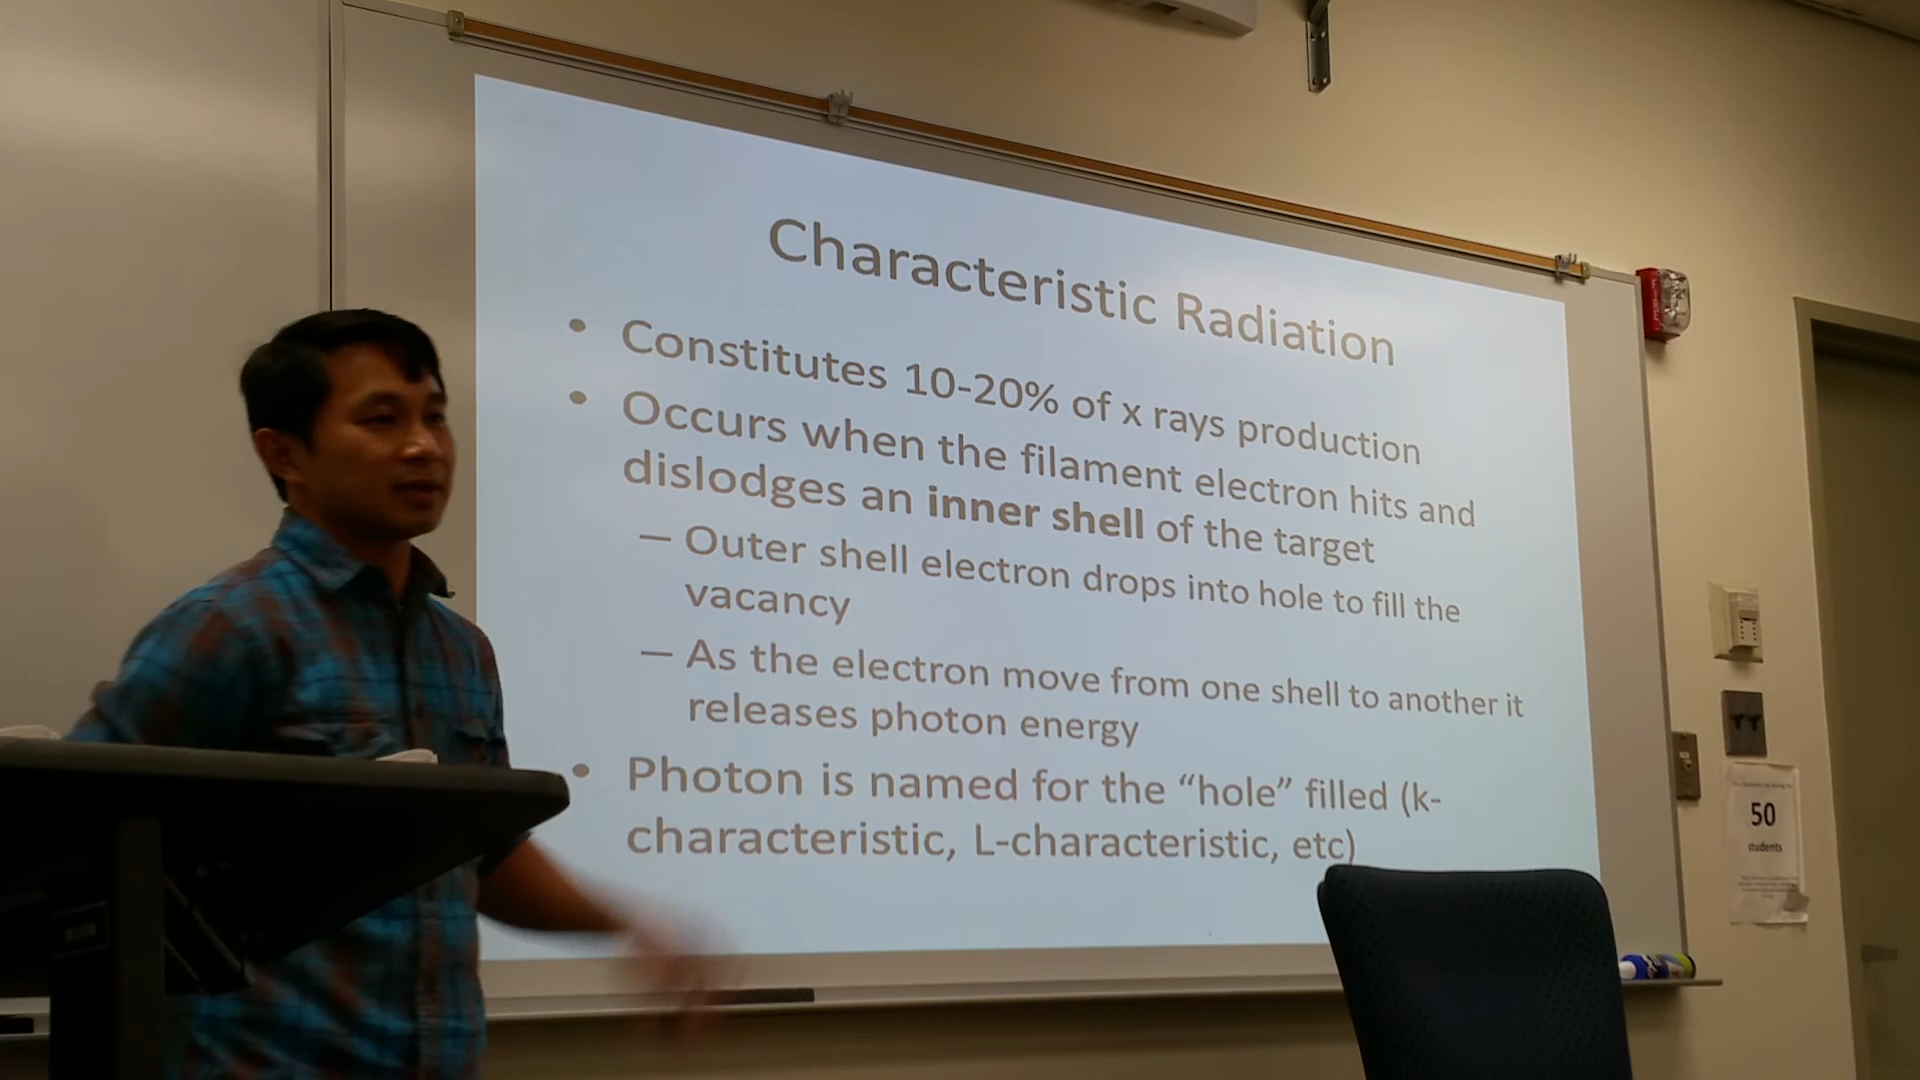 Characteristic Radiation
• Constitutes 10-20% of x rays production
• Occurs when the filament electron hits and
dislodges an inner shell of the target
– Outer shell electron drops into hole to fill the
vacancy
– As the electron move from one shell to another it
releases photon energy
• Photon is named for the “hole” filled (k-
characteristic, L-characteristic, etc)
50
students